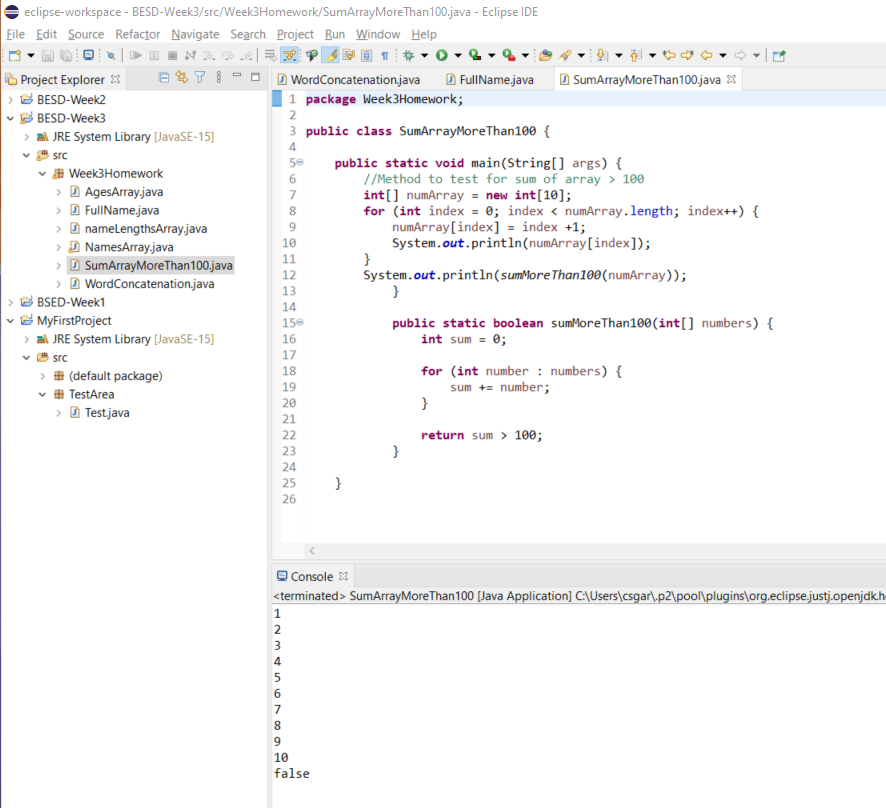 eclipse-workspace - BESD-Week3/src/Week3Homework/SumArrayMoreThan100.java - Eclipse IDE
File Edit Source Refactor Navigate Search Project Run Window Help
Project Explorer
BESD-Week2
BESD-Week3
JRE System Library [JavaSE-15]
src
Week3Homework
AgesArray.java
FullName.java
nameLengthsArray.java
NamesArray.java
SumArrayMoreThan100.java
WordConcatenation.java
BSED-Week1
MyFirstProject
JRE System Library [JavaSE-15]
src
(default package)
TestArea
Test.java
WordConcatenation.java FullName.java SumArrayMoreThan100.java
1 package Week3Homework;
2
3 public class SumArrayMoreThan100 {
4
5 public static void main(String[] args) {
6 //Method to test for sum of array > 100
7 int[] numArray = new int[10];
8 for (int index = 0; index < numArray.length; index++) {
9 numArray[index] = index +1;
10 System.out.println(numArray[index]);
11 }
12 System.out.println(sumMoreThan100(numArray));
13 }
14
15 public static boolean sumMoreThan100(int[] numbers) {
16 int sum = 0;
17
18 for (int number : numbers) {
19 sum += number;
20 }
21
22 return sum > 100;
23 }
24
25 }
26
Console
<terminated> SumArrayMoreThan100 [Java Application] C:\Users\csgar\.p2\pool\plugins\org.eclipse.justj.openjdk.h
1
2
3
4
5
6
7
8
9
10
false